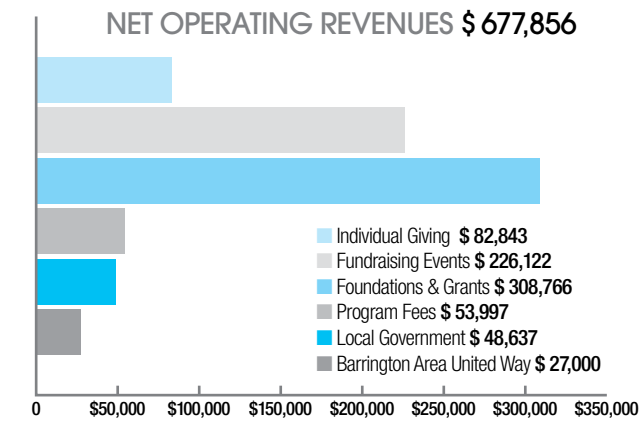 NET OPERATING REVENUES $ 677,856
Individual Giving $ 82,843
Fundraising Events $ 226,122
Foundations & Grants $ 308,766
Program Fees $ 53,997
Local Government $ 48,637
Barrington Area United Way $ 27,000
0 $50,000 $100,000 $150,000 $200,000 $250,000 $300,000 $350,000